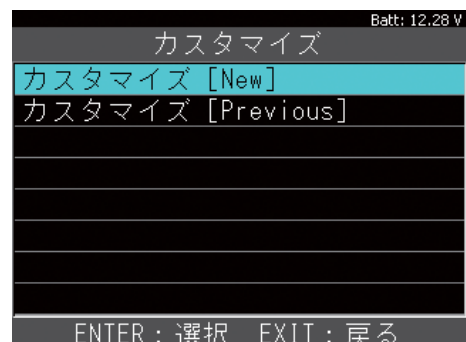 Batt: 12.28 V
カスタマイズ
カスタマイズ [New]
カスタマイズ [Previous]
ENTER：選択　EXIT：戻る